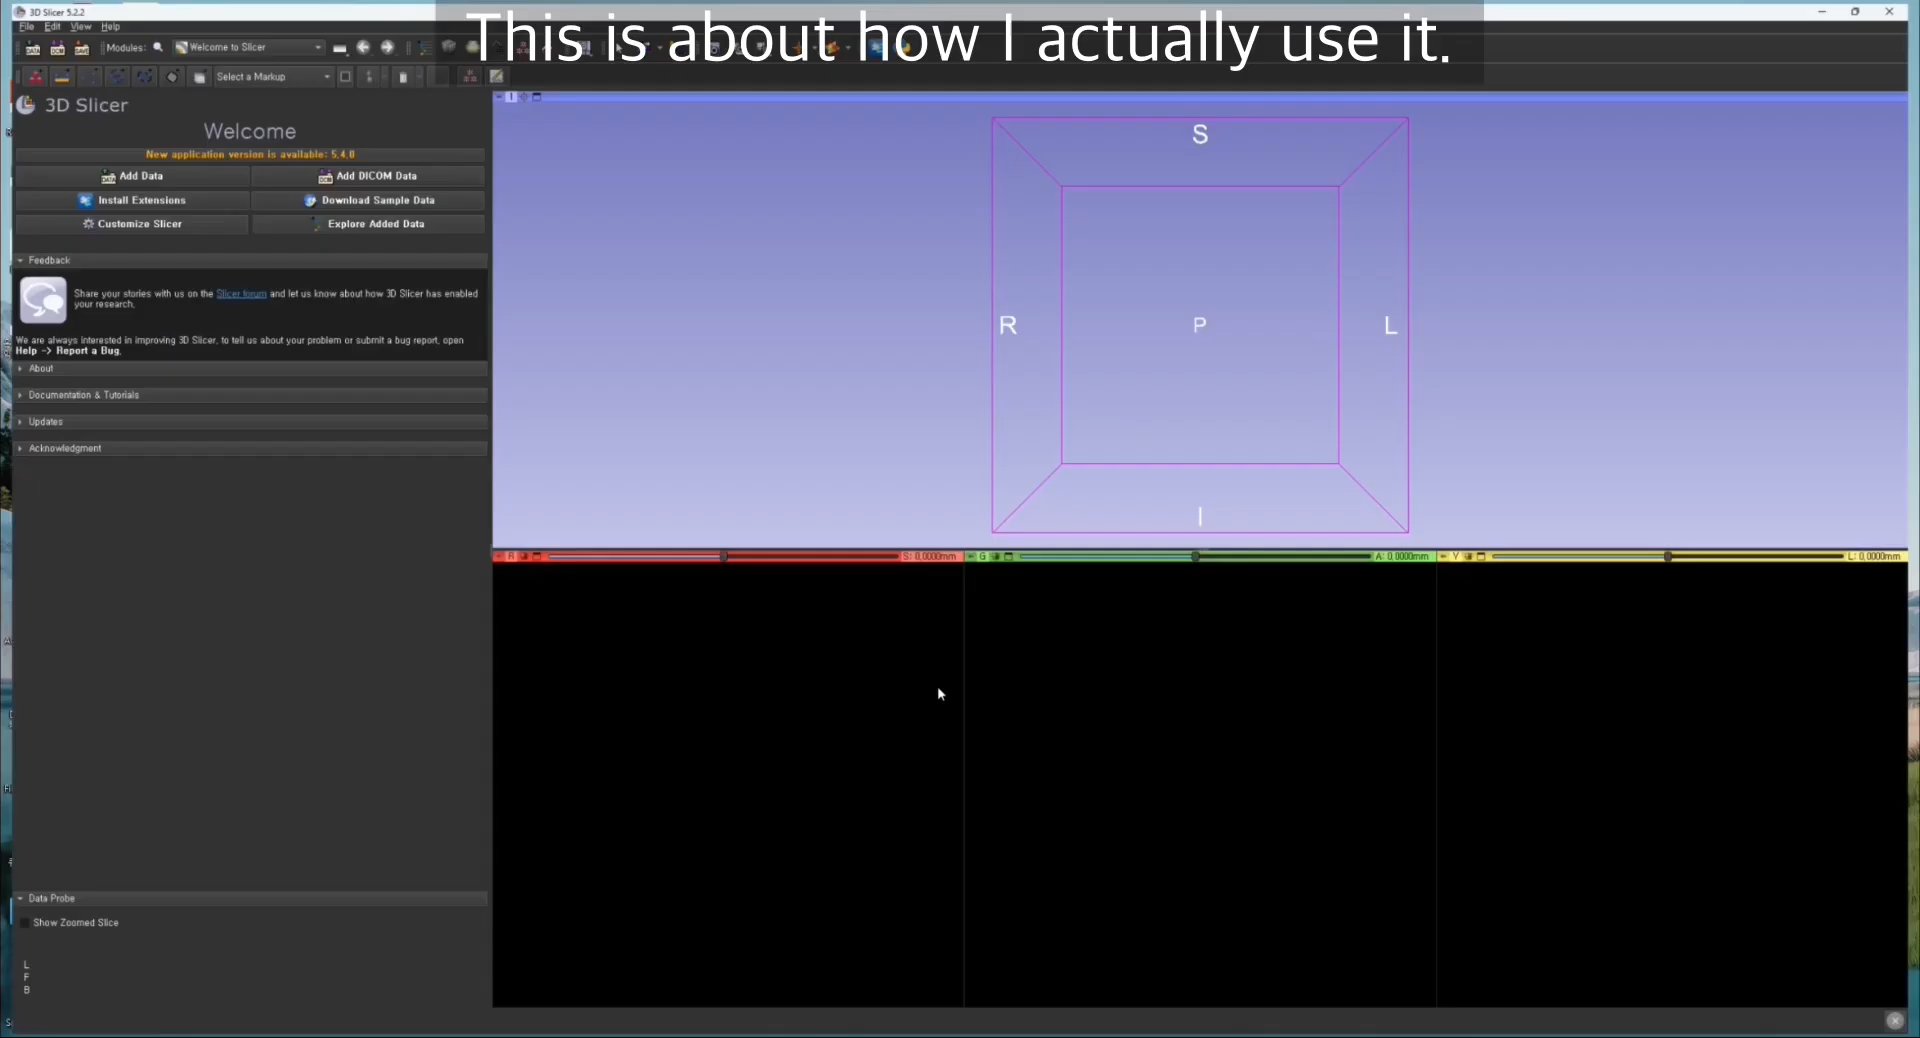 3D Slicer 5.2.2
This is about how I actually use it.
File Edit View Help
DATA DCM SAVE Modules: Welcome to Slicer
Select a Markup
3D Slicer
Welcome
New application version is available: 5.4.0
Add Data
Add DICOM Data
Install Extensions
Download Sample Data
Customize Slicer
Explore Added Data
Feedback
Share your stories with us on the Slicer forum and let us know about how 3D Slicer has enabled
your research.
We are always interested in improving 3D Slicer, to tell us about your problem or submit a bug report, open
Help -> Report a Bug.
About
Documentation & Tutorials
Updates
Acknowledgment
Data Probe
Show Zoomed Slice
L
F
B
1
S
R
P
L
I
R S: 0.0000mm
G A: 0.0000mm
Y L: 0.0000mm